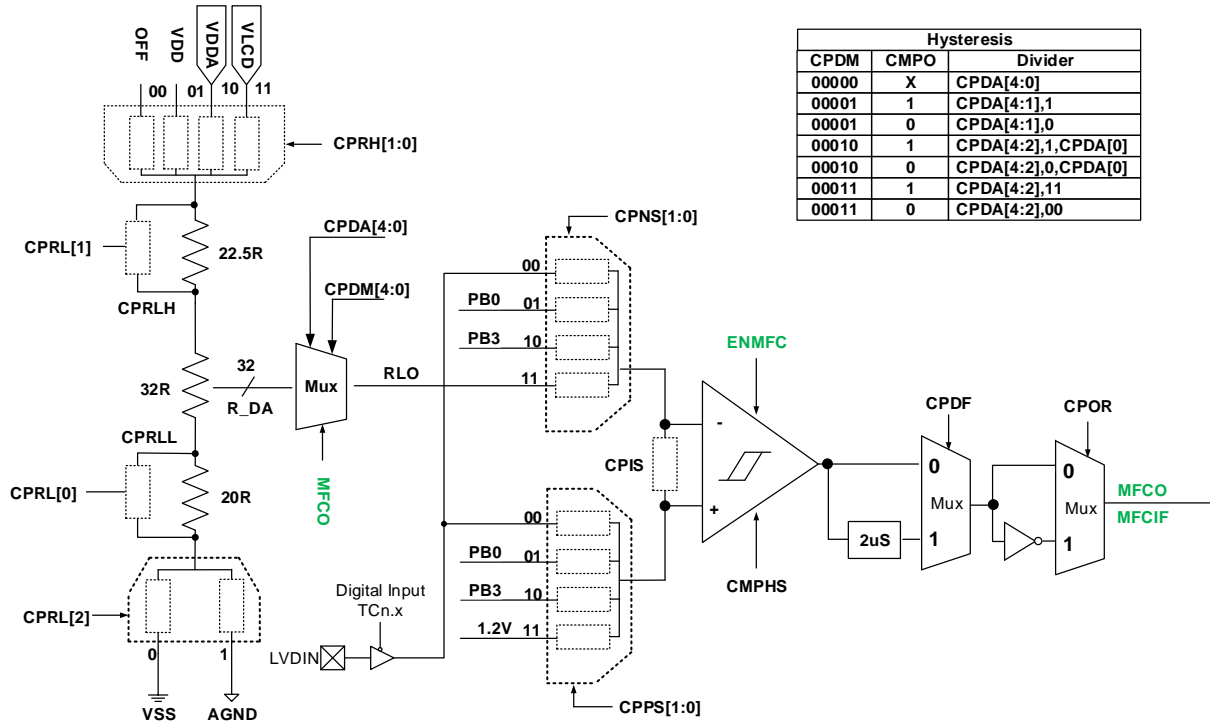 OFF
VDD
VDDA
VLCD
00
01
10
11
CPRH[1:0]
CPRL[1]
22.5R
CPRLH
32R
32
R_DA
CPRLL
CPRL[0]
20R
CPRL[2]
0
1
VSS
AGND
CPDA[4:0]
CPDM[4:0]
Mux
RLO
MFCO
LVDIN
Digital Input
TCn.x
CPNS[1:0]
00
PB0 01
PB3 10
11
CPIS
00
PB0 01
PB3 10
1.2V 11
CPPS[1:0]
ENMFC
-
+
CMPHS
2uS
CPDF
0
Mux
1
CPOR
0
Mux
1
MFCO
MFCIF
Hysteresis
CPDM CMPO Divider
00000 X CPDA[4:0]
00001 1 CPDA[4:1],1
00001 0 CPDA[4:1],0
00010 1 CPDA[4:2],1,CPDA[0]
00010 0 CPDA[4:2],0,CPDA[0]
00011 1 CPDA[4:2],11
00011 0 CPDA[4:2],00